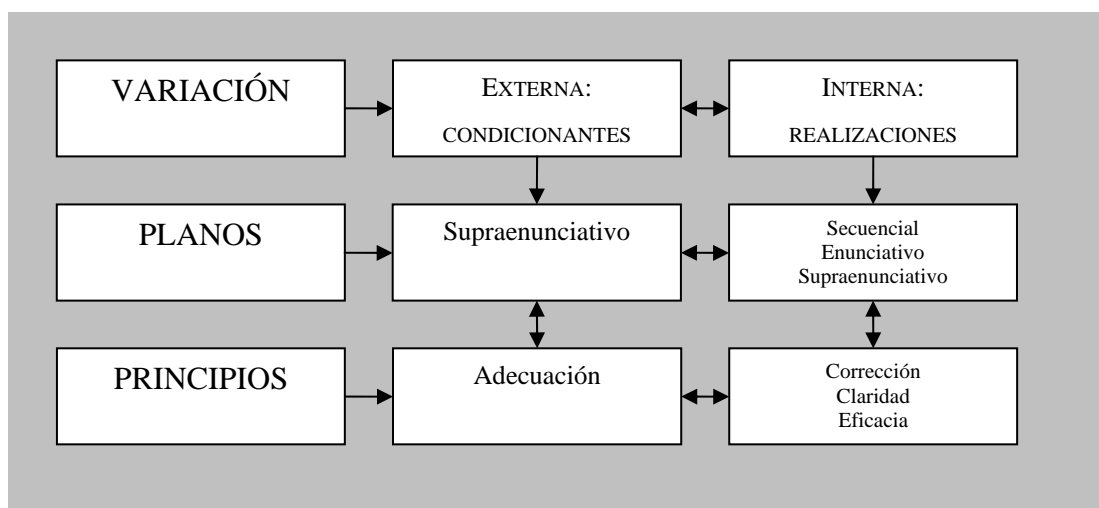 VARIACIÓN
EXTERNA:
CONDICIONANTES
INTERNA:
REALIZACIONES
PLANOS
Supraenunciativo
Secuencial
Enunciativo
Supraenunciativo
PRINCIPIOS
Adecuación
Corrección
Claridad
Eficacia